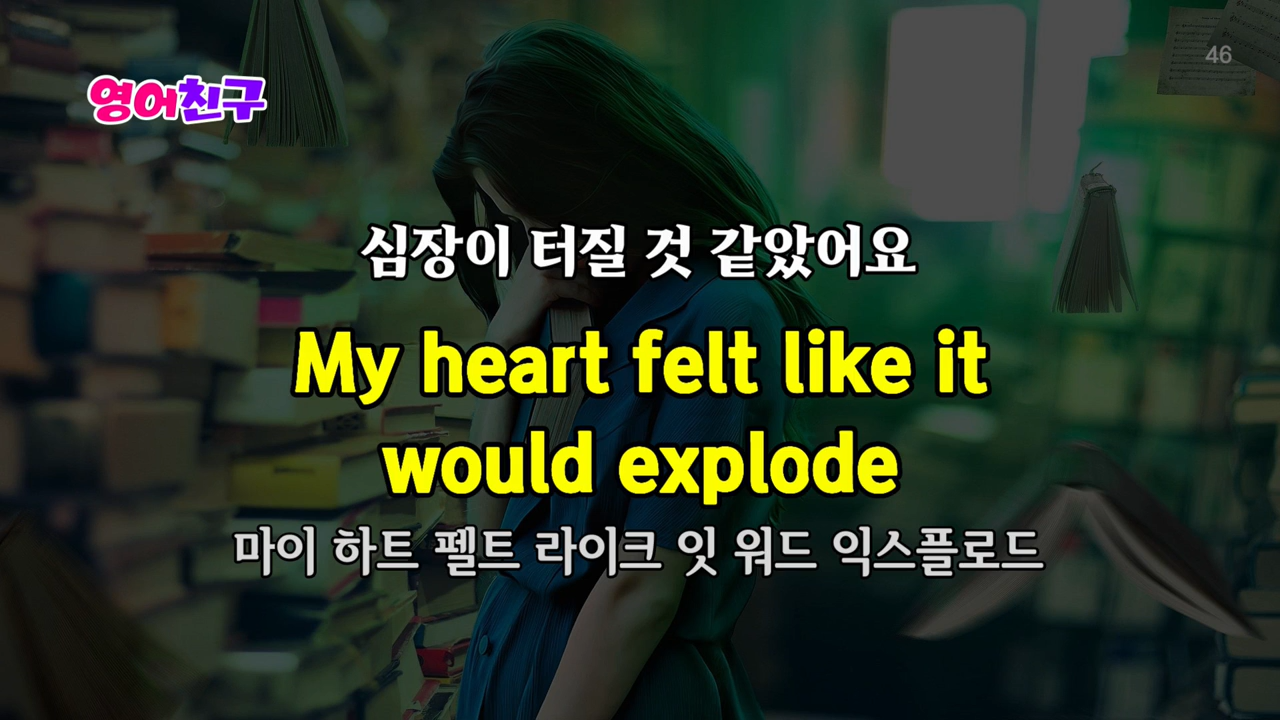 영어친구
46
심장이 터질 것 같았어요
My heart felt like it
would explode
마이 하트 펠트 라이크 잇 워드 익스플로드